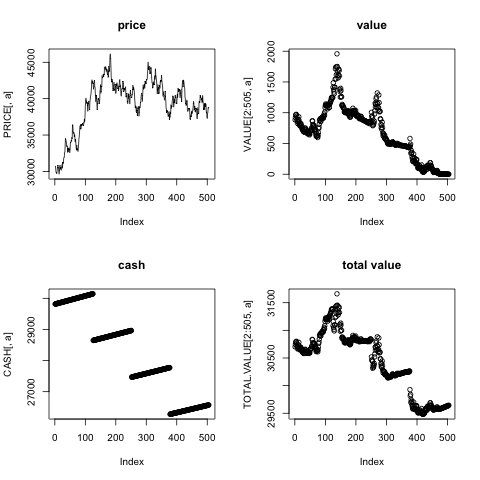 price
PRICE[, a]
45000
40000
35000
30000
0 100 200 300 400 500
Index
value
VALUE[2:505, a]
2000
1500
1000
500
0
0 100 200 300 400 500
Index
cash
CASH[, a]
29000
27000
0 100 200 300 400 500
Index
total value
TOTAL.VALUE[2:505, a]
31500
30500
29500
0 100 200 300 400 500
Index